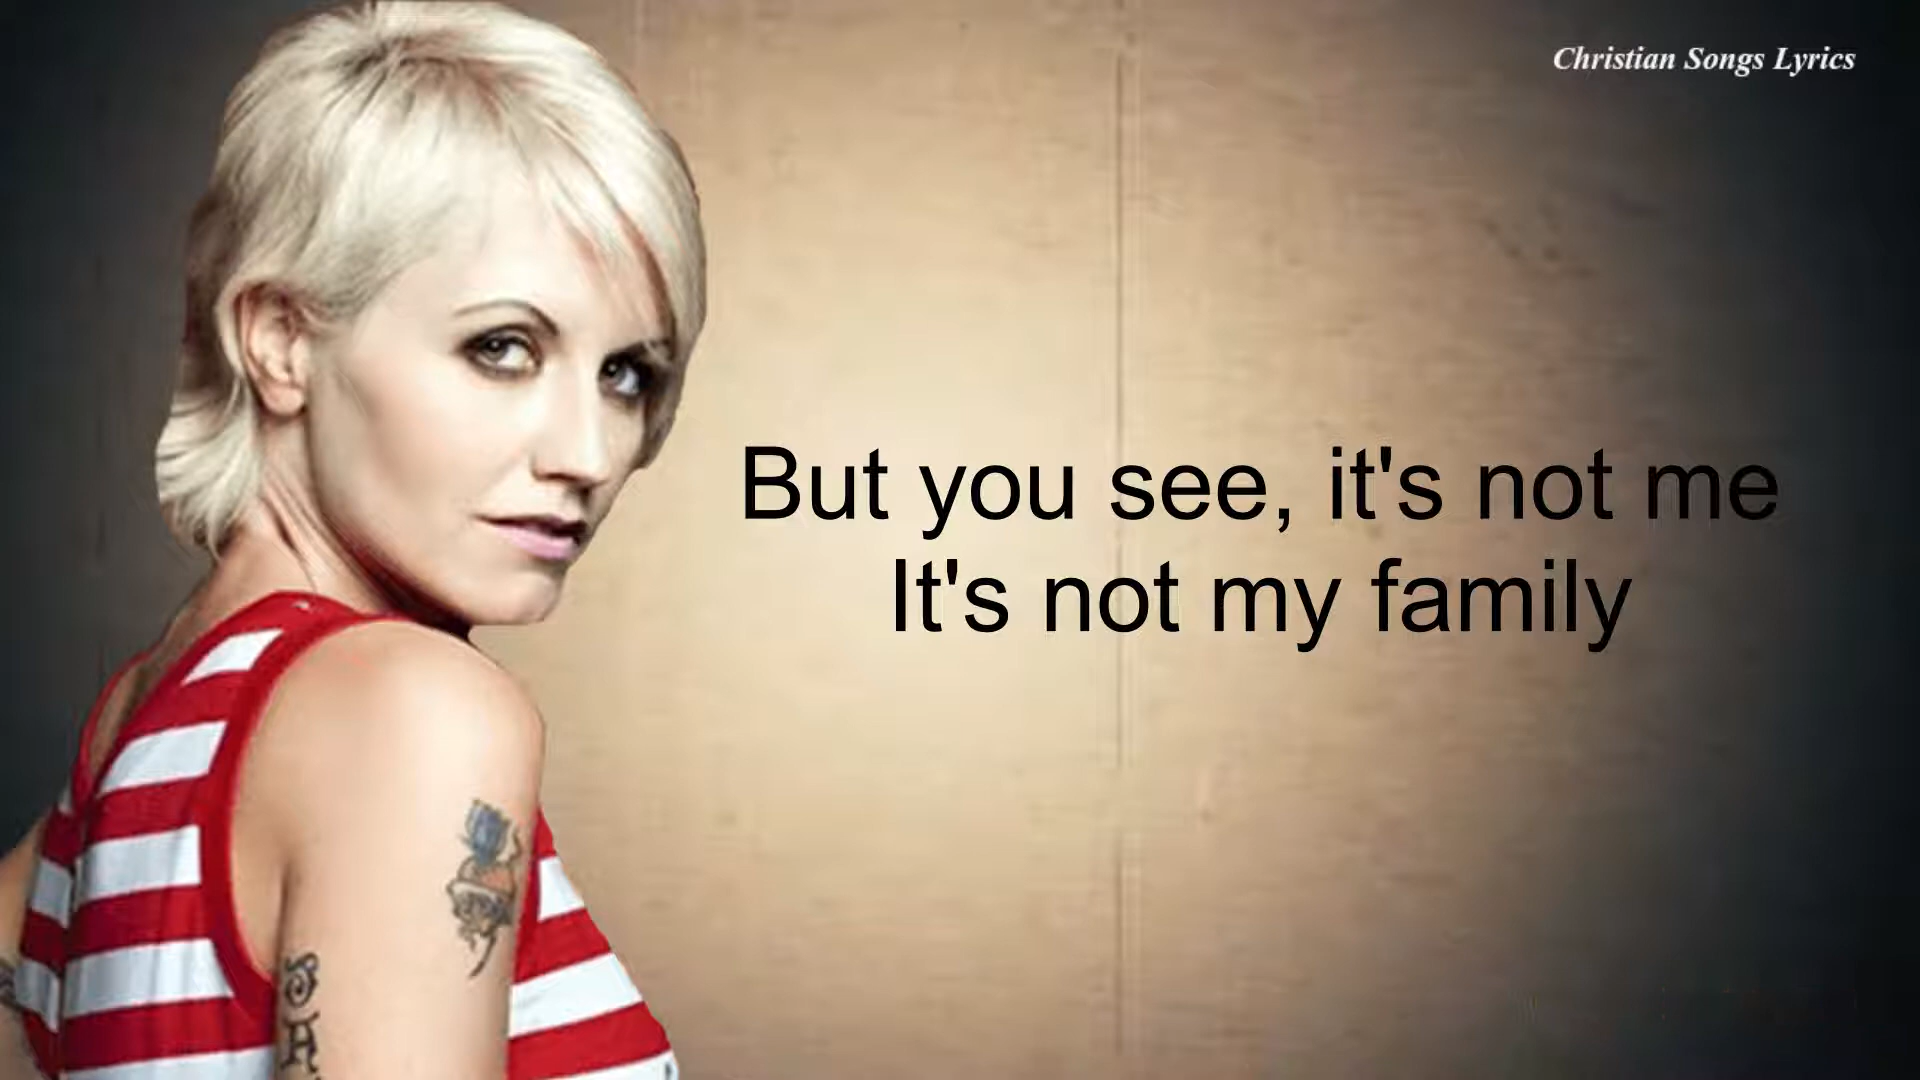 Christian Songs Lyrics
But you see, it's not me
It's not my family